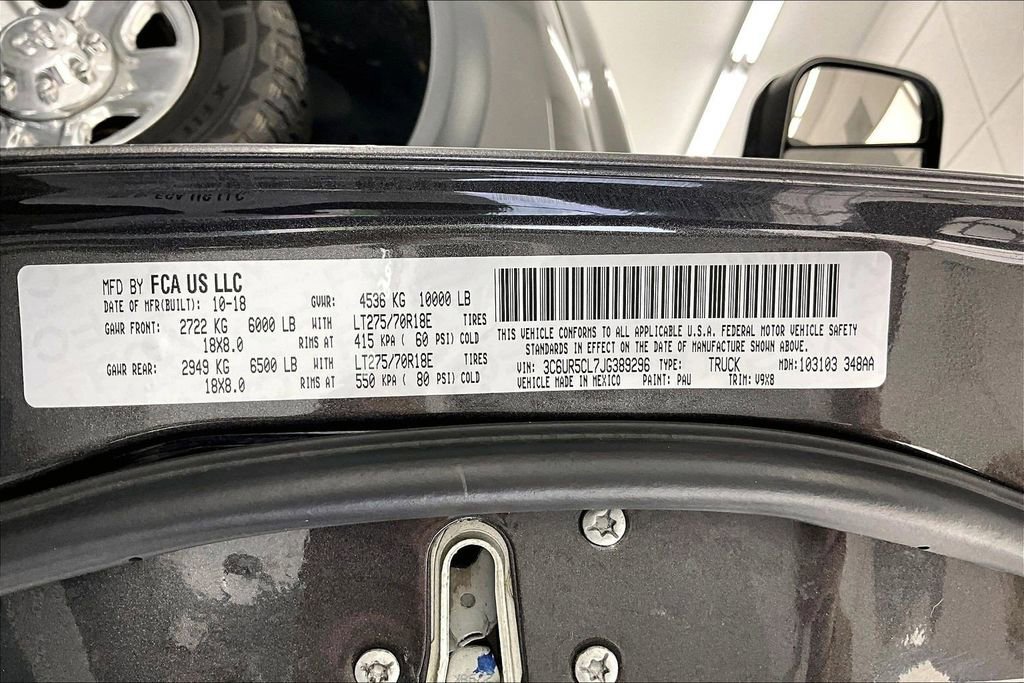 MFD BY FCA US LLC
DATE OF MFR(BUILT): 10-18 GVWR: 4536 KG 10000 LB
GAWR FRONT: 2722 KG 6000 LB WITH LT275/70R18E TIRES
18X8.0 RIMS AT 415 KPA ( 60 PSI) COLD
GAWR REAR: 2949 KG 6500 LB WITH LT275/70R18E TIRES
18X8.0 RIMS AT 550 KPA ( 80 PSI) COLD
THIS VEHICLE CONFORMS TO ALL APPLICABLE U.S.A. FEDERAL MOTOR VEHICLE SAFETY
STANDARDS IN EFFECT ON THE DATE OF MANUFACTURE SHOWN ABOVE.
VIN: 3C6UR5CL7JG389296 TYPE: TRUCK MDH: 103103 348AA
VEHICLE MADE IN MEXICO PAINT: PAU TRIM: V9X8